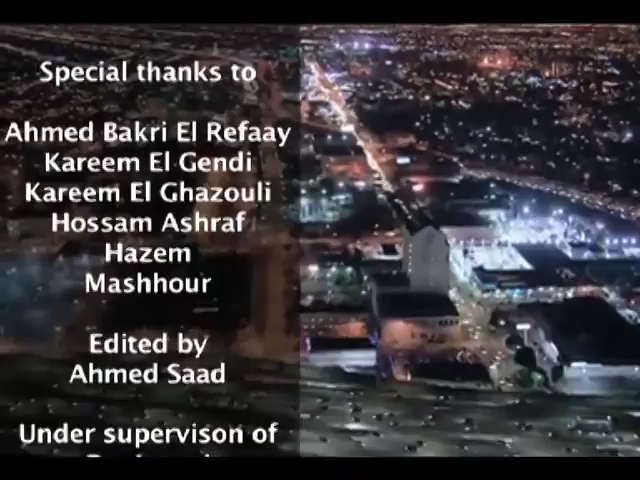 Special thanks to
Ahmed Bakri El Refaay
Kareem El Gendi
Kareem El Ghazouli
Hossam Ashraf
Hazem
Mashhour
Edited by
Ahmed Saad
Under supervison of